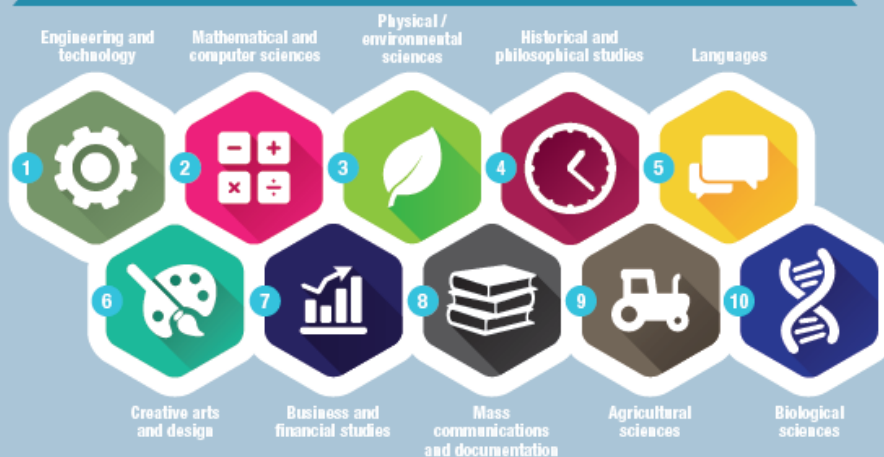 Engineering and
technology
Mathematical and
computer sciences
Physical /
environmental
sciences
Historical and
philosophical studies
Languages
1
2
3
4
5
6
7
8
9
10
Creative arts
and design
Business and
financial studies
Mass
communications
and documentation
Agricultural
sciences
Biological
sciences